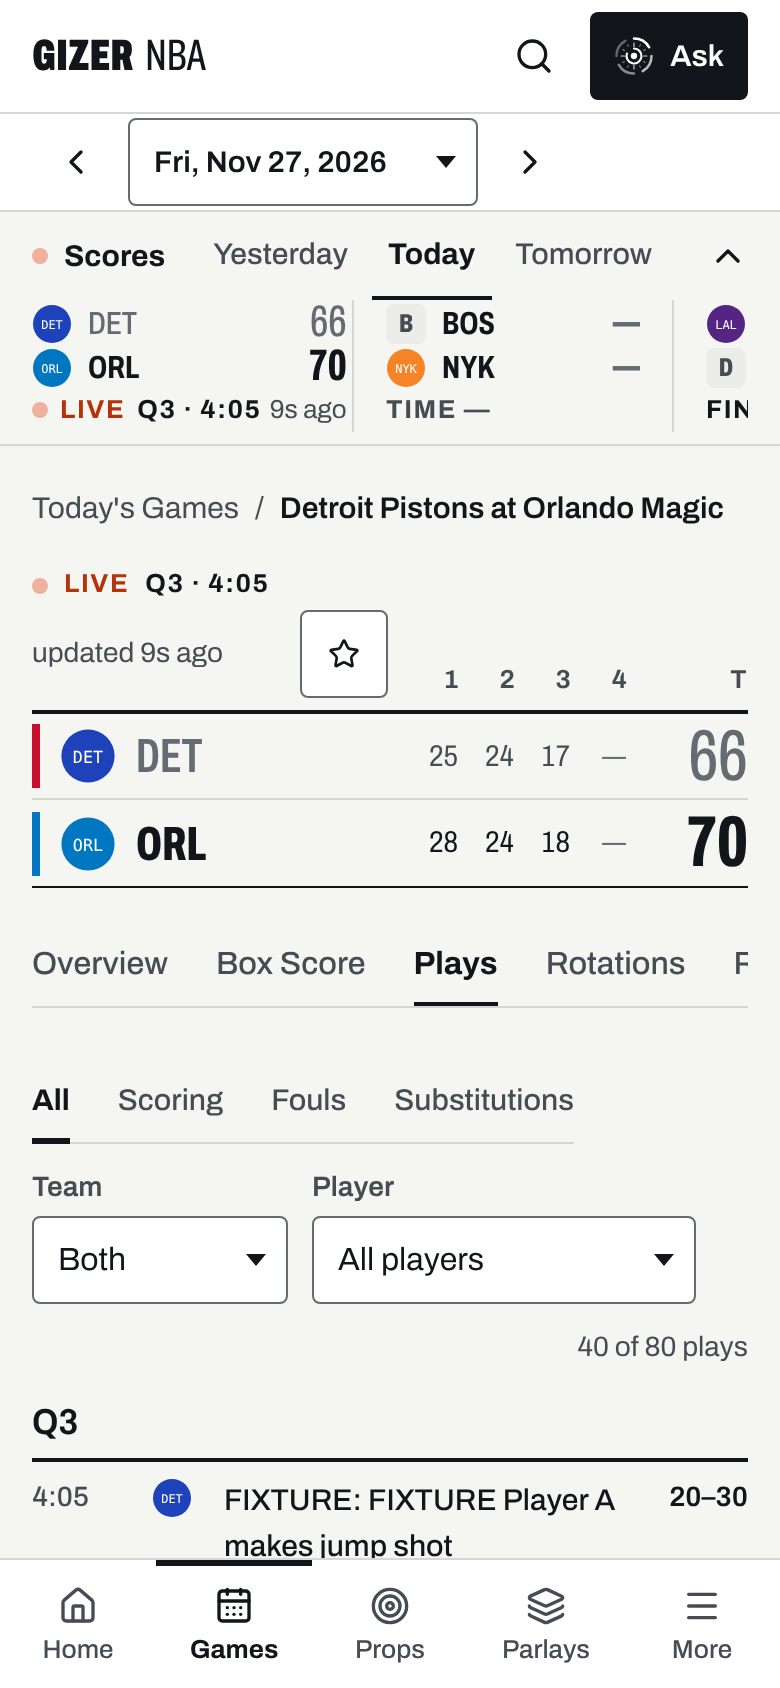 GIZER NBA
Ask
Fri, Nov 27, 2026
Scores Yesterday Today Tomorrow
DET DET 66
ORL ORL 70
LIVE Q3 · 4:05 9s ago
B BOS —
NYK NYK —
TIME —
LAL
D
FIN
Today's Games / Detroit Pistons at Orlando Magic
LIVE Q3 · 4:05
updated 9s ago
1 2 3 4 T
DET DET 25 24 17 — 66
ORL ORL 28 24 18 — 70
Overview Box Score Plays Rotations
All Scoring Fouls Substitutions
Team Player
Both All players
40 of 80 plays
Q3
4:05 DET FIXTURE: FIXTURE Player A 20–30
makes jump shot
Home Games Props Parlays More